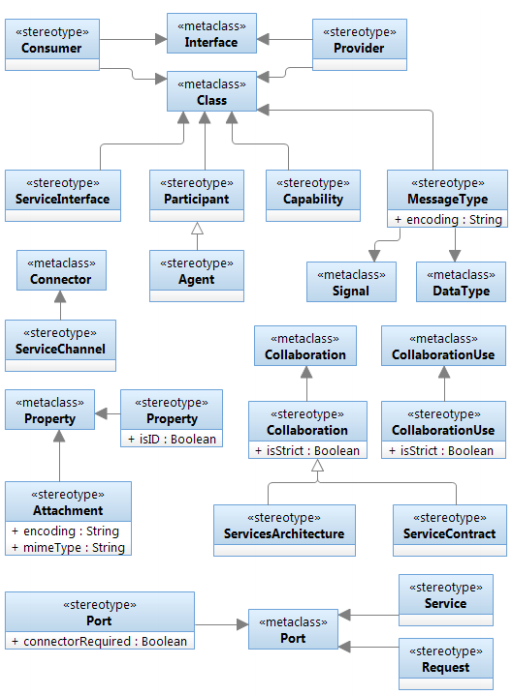 «stereotype»
Consumer
«metaclass»
Interface
«stereotype»
Provider
«metaclass»
Class
«stereotype»
ServiceInterface
«stereotype»
Participant
«stereotype»
Capability
«stereotype»
MessageType
+ encoding : String
«metaclass»
Connector
«stereotype»
Agent
«metaclass»
Signal
«metaclass»
DataType
«stereotype»
ServiceChannel
«metaclass»
Collaboration
«metaclass»
CollaborationUse
«metaclass»
Property
«stereotype»
Property
+ isID : Boolean
«stereotype»
Collaboration
+ isStrict : Boolean
«stereotype»
CollaborationUse
+ isStrict : Boolean
«stereotype»
Attachment
+ encoding : String
+ mimeType : String
«stereotype»
ServicesArchitecture
«stereotype»
ServiceContract
«stereotype»
Port
+ connectorRequired : Boolean
«metaclass»
Port
«stereotype»
Service
«stereotype»
Request